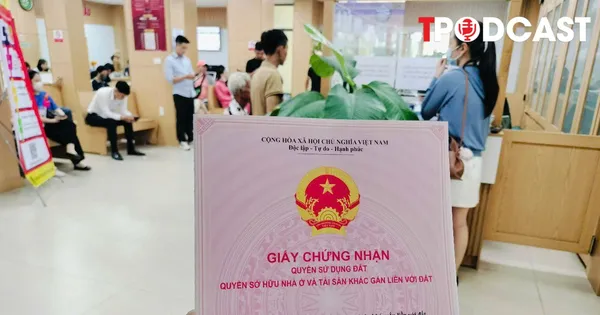 TPODCAST
CỘNG HÒA XÃ HỘI CHỦ NGHĨA VIỆT NAM
Độc lập - Tự do - Hạnh phúc
GIẤY CHỨNG NHẬN
QUYỀN SỬ DỤNG ĐẤT
QUYỀN SỞ HỮU NHÀ Ở VÀ TÀI SẢN KHÁC GẮN LIỀN VỚI ĐẤT